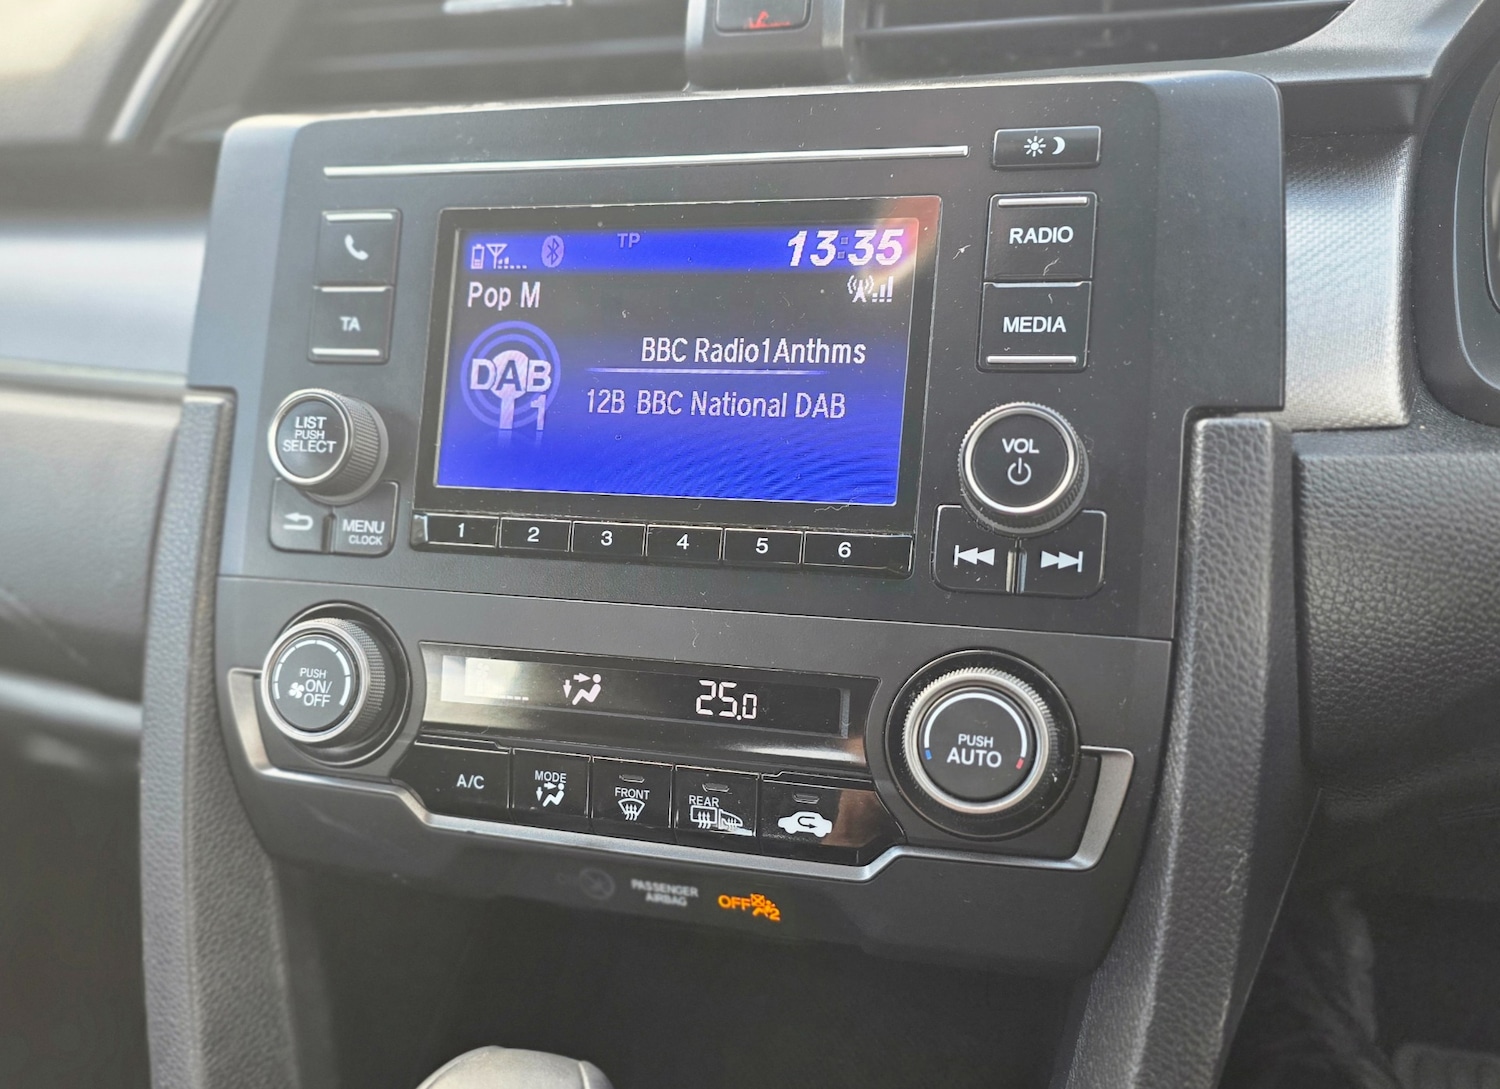 TP
13:35
Pop M
DAB
1
BBC Radio1Anthms
12B BBC National DAB
TA
RADIO
MEDIA
LIST
PUSH
SELECT
MENU
CLOCK
VOL
1 2 3 4 5 6
PUSH
ON/
OFF
25.0
PUSH
AUTO
A/C
MODE
FRONT
REAR
PASSENGER
AIRBAG
OFF
2